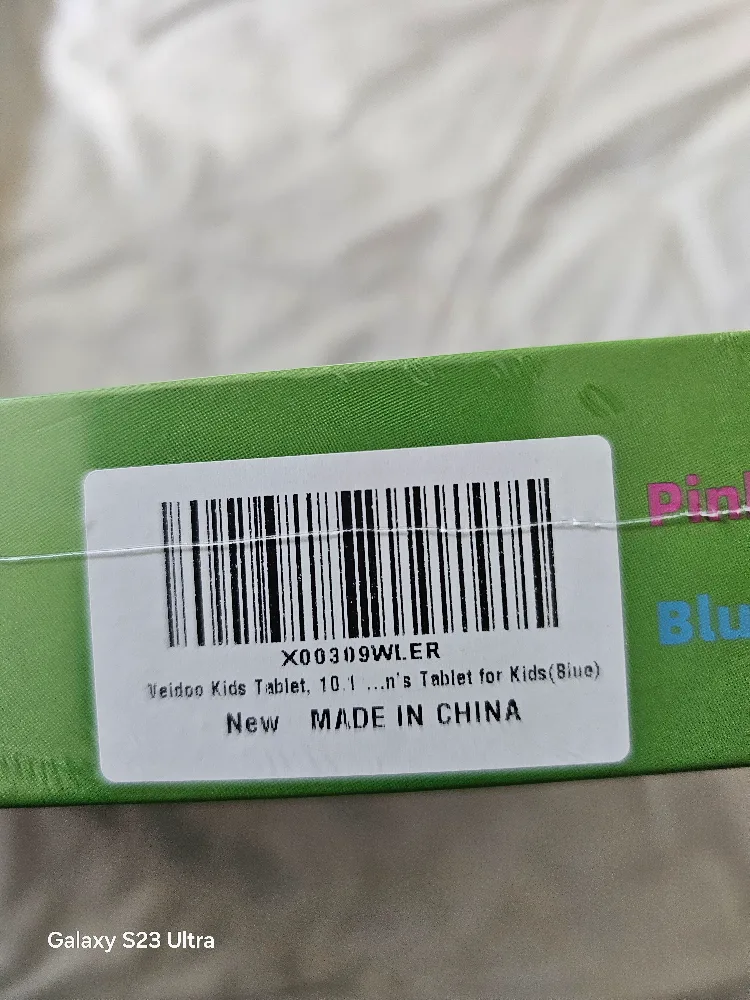 Pin
Blu
X00309WLER
Veidoo Kids Tablet, 10.1 ...n's Tablet for Kids(Blue)
New MADE IN CHINA
Galaxy S23 Ultra